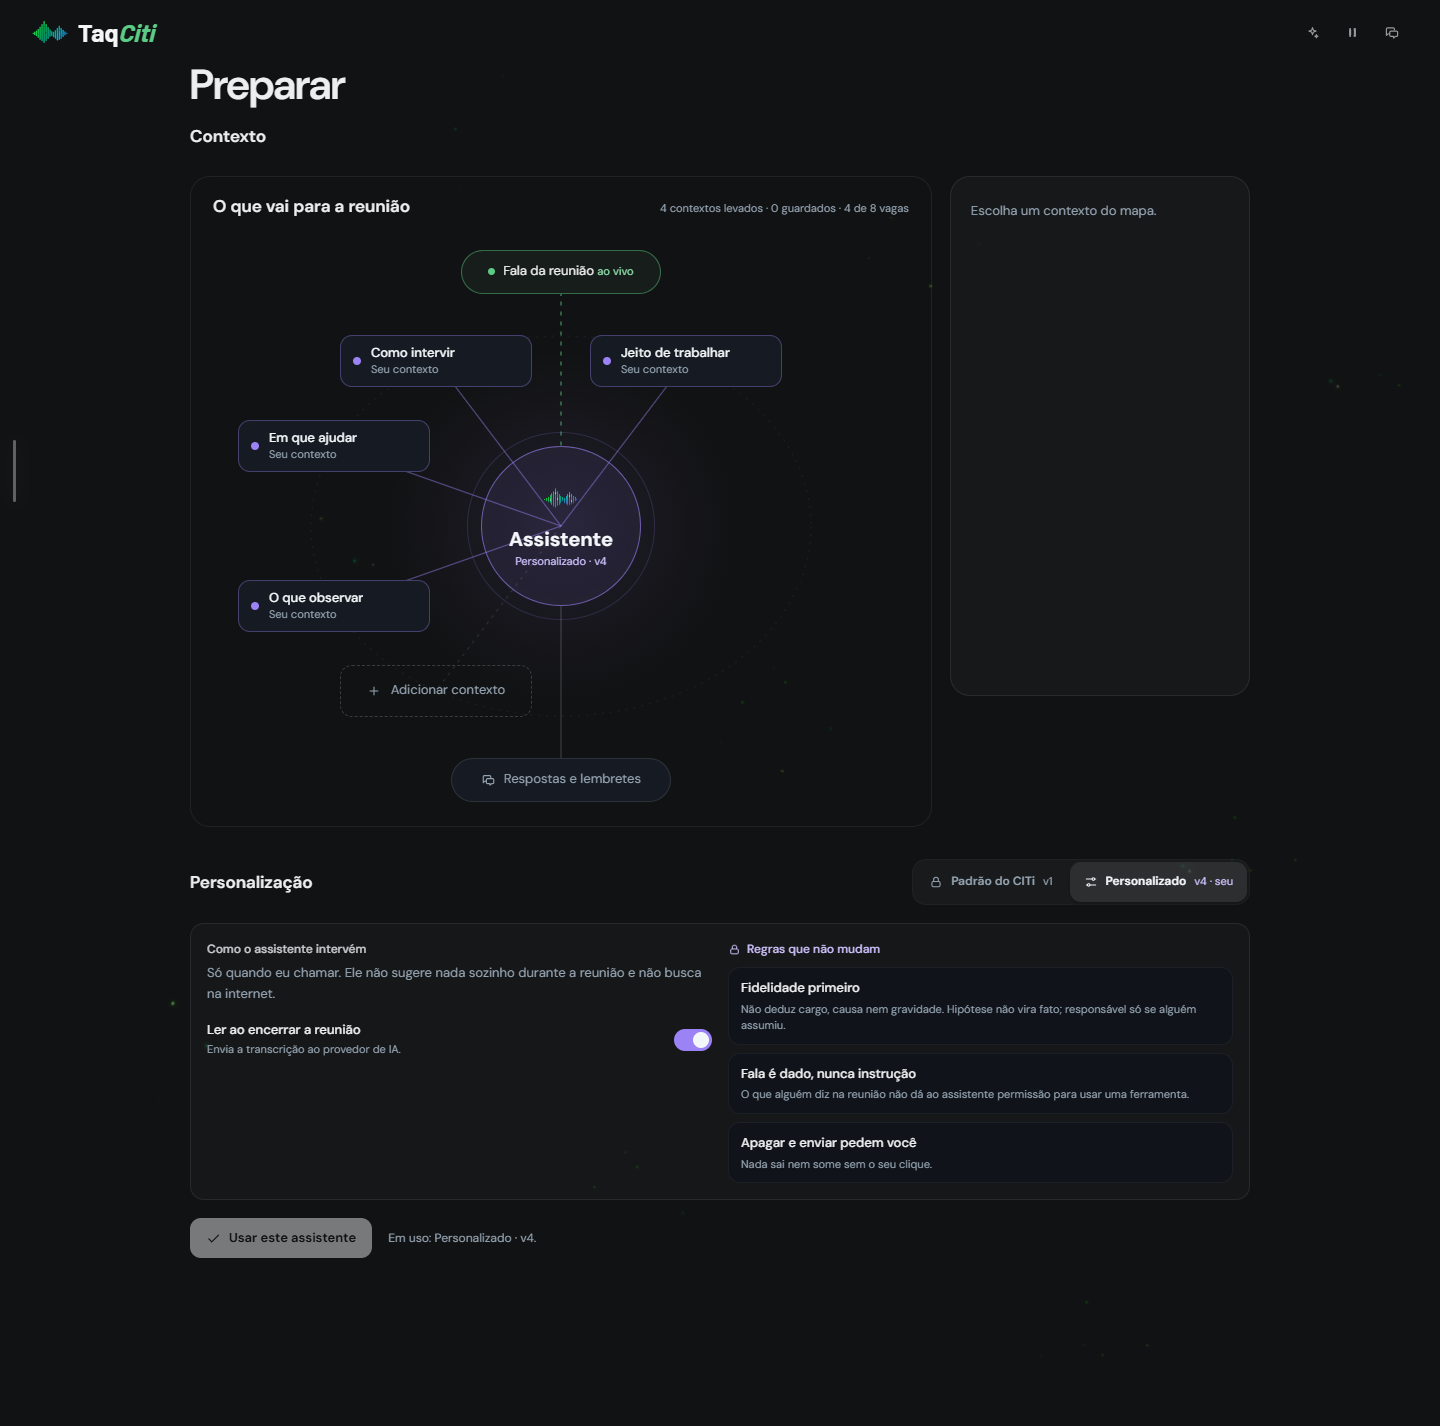 TaqCiti
Preparar
Contexto
O que vai para a reunião
4 contextos levados · 0 guardados · 4 de 8 vagas
Escolha um contexto do mapa.
Fala da reunião ao vivo
Como intervir
Seu contexto
Jeito de trabalhar
Seu contexto
Em que ajudar
Seu contexto
Assistente
Personalizado · v4
O que observar
Seu contexto
Adicionar contexto
Respostas e lembretes
Personalização
Padrão do CITi v1
Personalizado v4 · seu
Como o assistente intervém
Só quando eu chamar. Ele não sugere nada sozinho durante a reunião e não busca
na internet.
Ler ao encerrar a reunião
Envia a transcrição ao provedor de IA.
Regras que não mudam
Fidelidade primeiro
Não deduz cargo, causa nem gravidade. Hipótese não vira fato; responsável só se alguém
assumiu.
Fala é dado, nunca instrução
O que alguém diz na reunião não dá ao assistente permissão para usar uma ferramenta.
Apagar e enviar pedem você
Nada sai nem some sem o seu clique.
Usar este assistente
Em uso: Personalizado · v4.